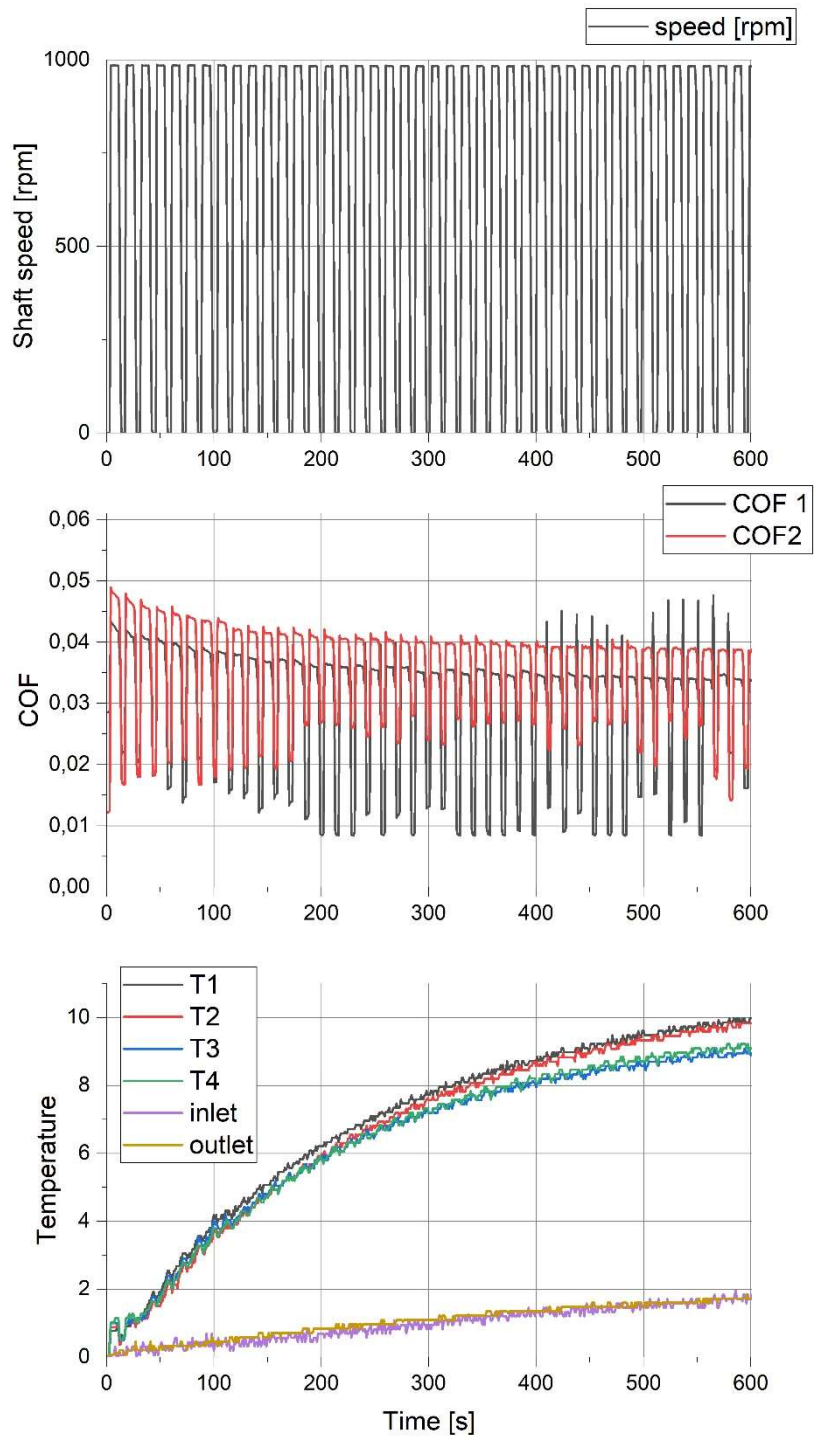 speed [rpm]
1000
500
0
Shaft speed [rpm]
0 100 200 300 400 500 600
COF 1
COF2
0,06
0,05
0,04
0,03
0,02
0,01
0,00
COF
0 100 200 300 400 500 600
T1
T2
T3
T4
inlet
outlet
10
8
6
4
2
0
Temperature
0 100 200 300 400 500 600
Time [s]